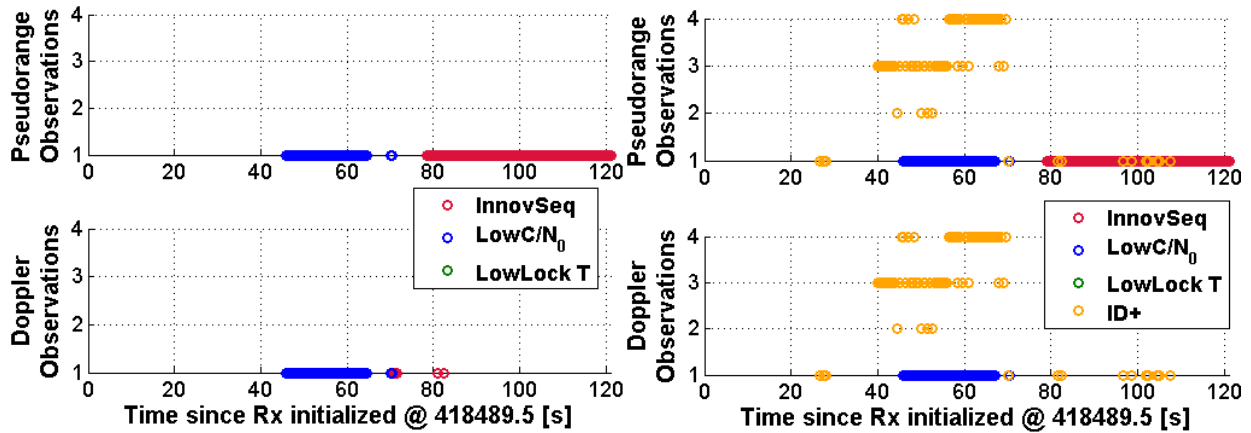 Pseudorange
Observations
4
3
2
1
0 20 40 60 80 100 120
InnovSeq
LowC/N₀
LowLock T
Doppler
Observations
4
3
2
1
0 20 40 60 80 100 120
Time since Rx initialized @ 418489.5 [s]
Pseudorange
Observations
4
3
2
1
0 20 40 60 80 100 120
InnovSeq
LowC/N₀
LowLock T
ID+
Doppler
Observations
4
3
2
1
0 20 40 60 80 100 120
Time since Rx initialized @ 418489.5 [s]